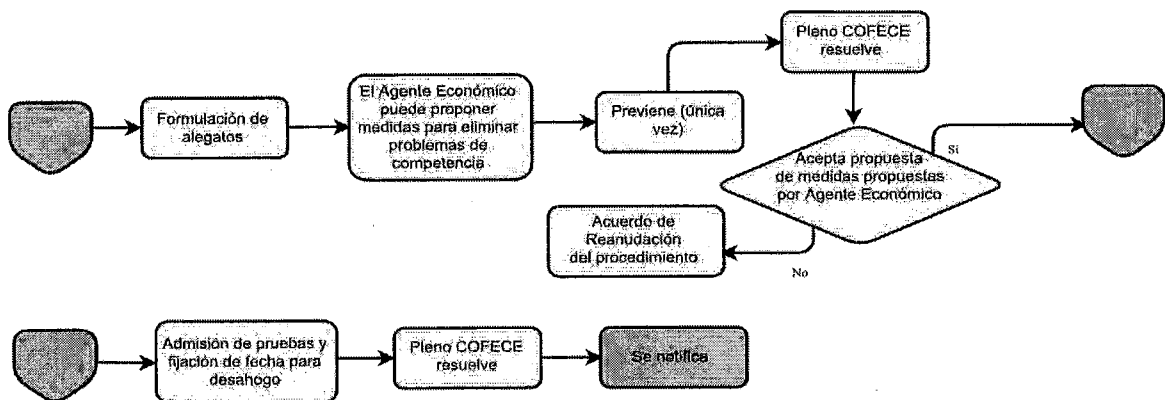 Formulación de
alegatos
El Agente Económico
puede proponer
medidas para eliminar
problemas de
competencia
Previene (única
vez)
Pleno COFECE
resuelve
Acepta propuesta
de medidas propuestas
por Agente Económico
Si
No
Acuerdo de
Reanudación
del procedimiento
Admisión de pruebas y
fijación de fecha para
desahogo
Pleno COFECE
resuelve
Se notifica